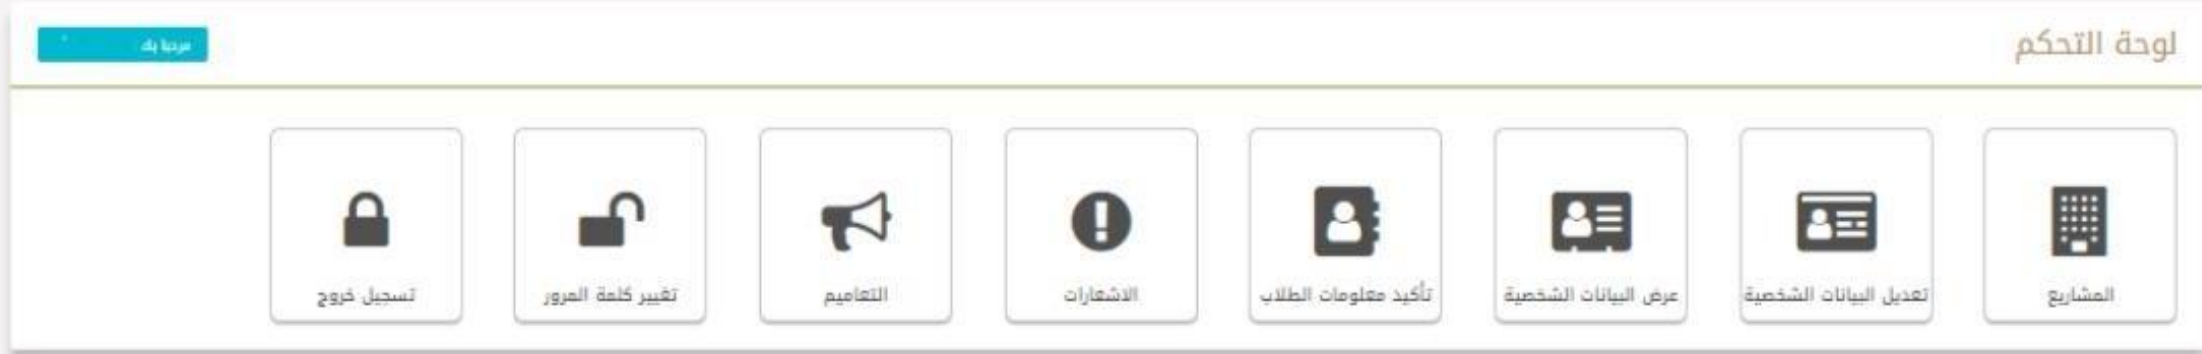 لوحة التحكم
مرحبا بك
المشاريع
تعديل البيانات الشخصية
عرض البيانات الشخصية
تأكيد معلومات الطلاب
الاشعارات
التعاميم
تغيير كلمة المرور
تسجيل خروج